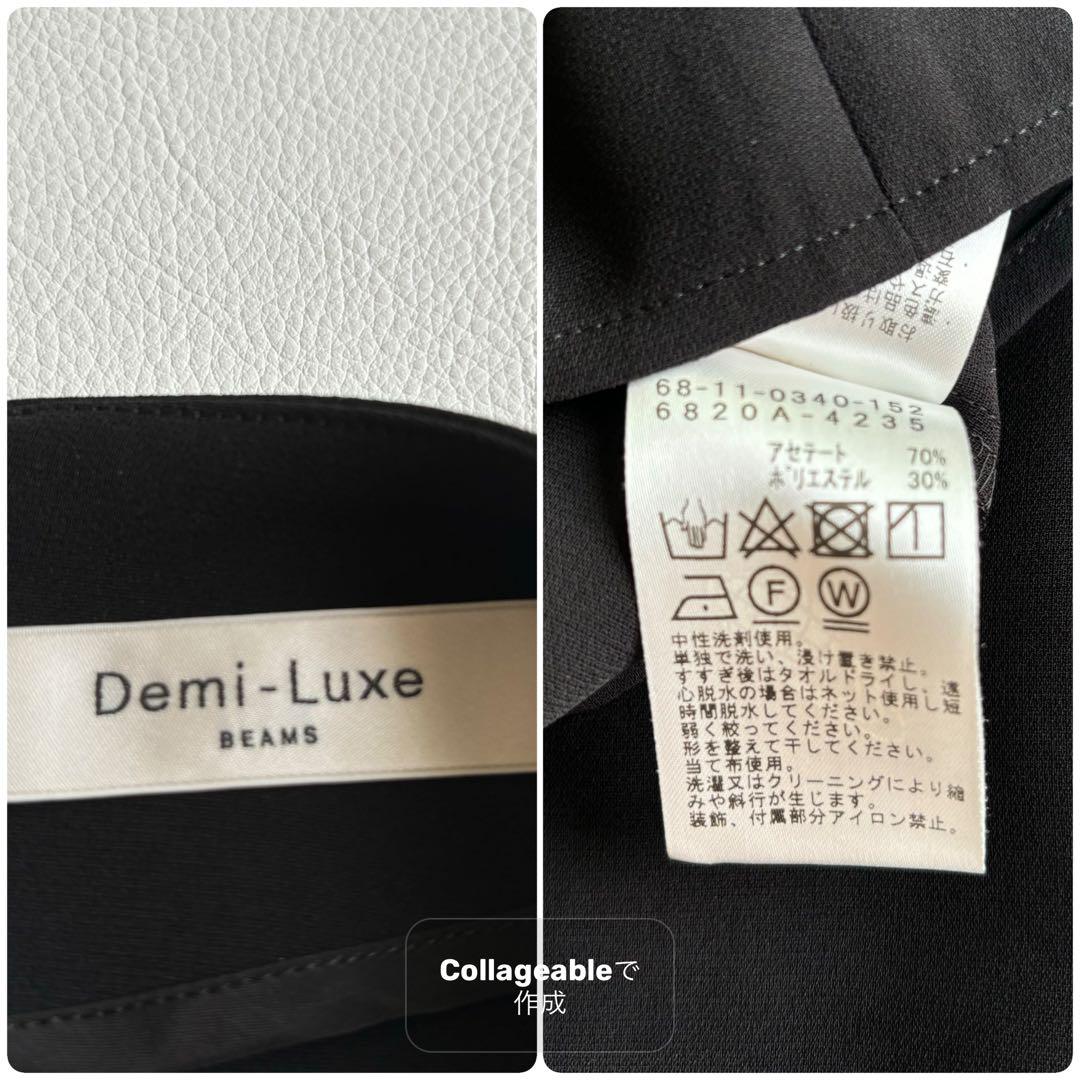 Demi-Luxe
BEAMS
お取り扱い
68-11-0340-152
6820A-4235
アセテート 70%
ポリエステル 30%
F W
中性洗剤使用。
単独で洗い、浸け置き禁止。
すすぎ後はタオルドライし、遠
心脱水の場合はネット使用し短
時間脱水してください。
弱く絞ってください。
形を整えて干してください。
当て布使用。
洗濯又はクリーニングにより縮
みや斜行が生じます。
装飾、付属部分アイロン禁止。
Collageableで
作成